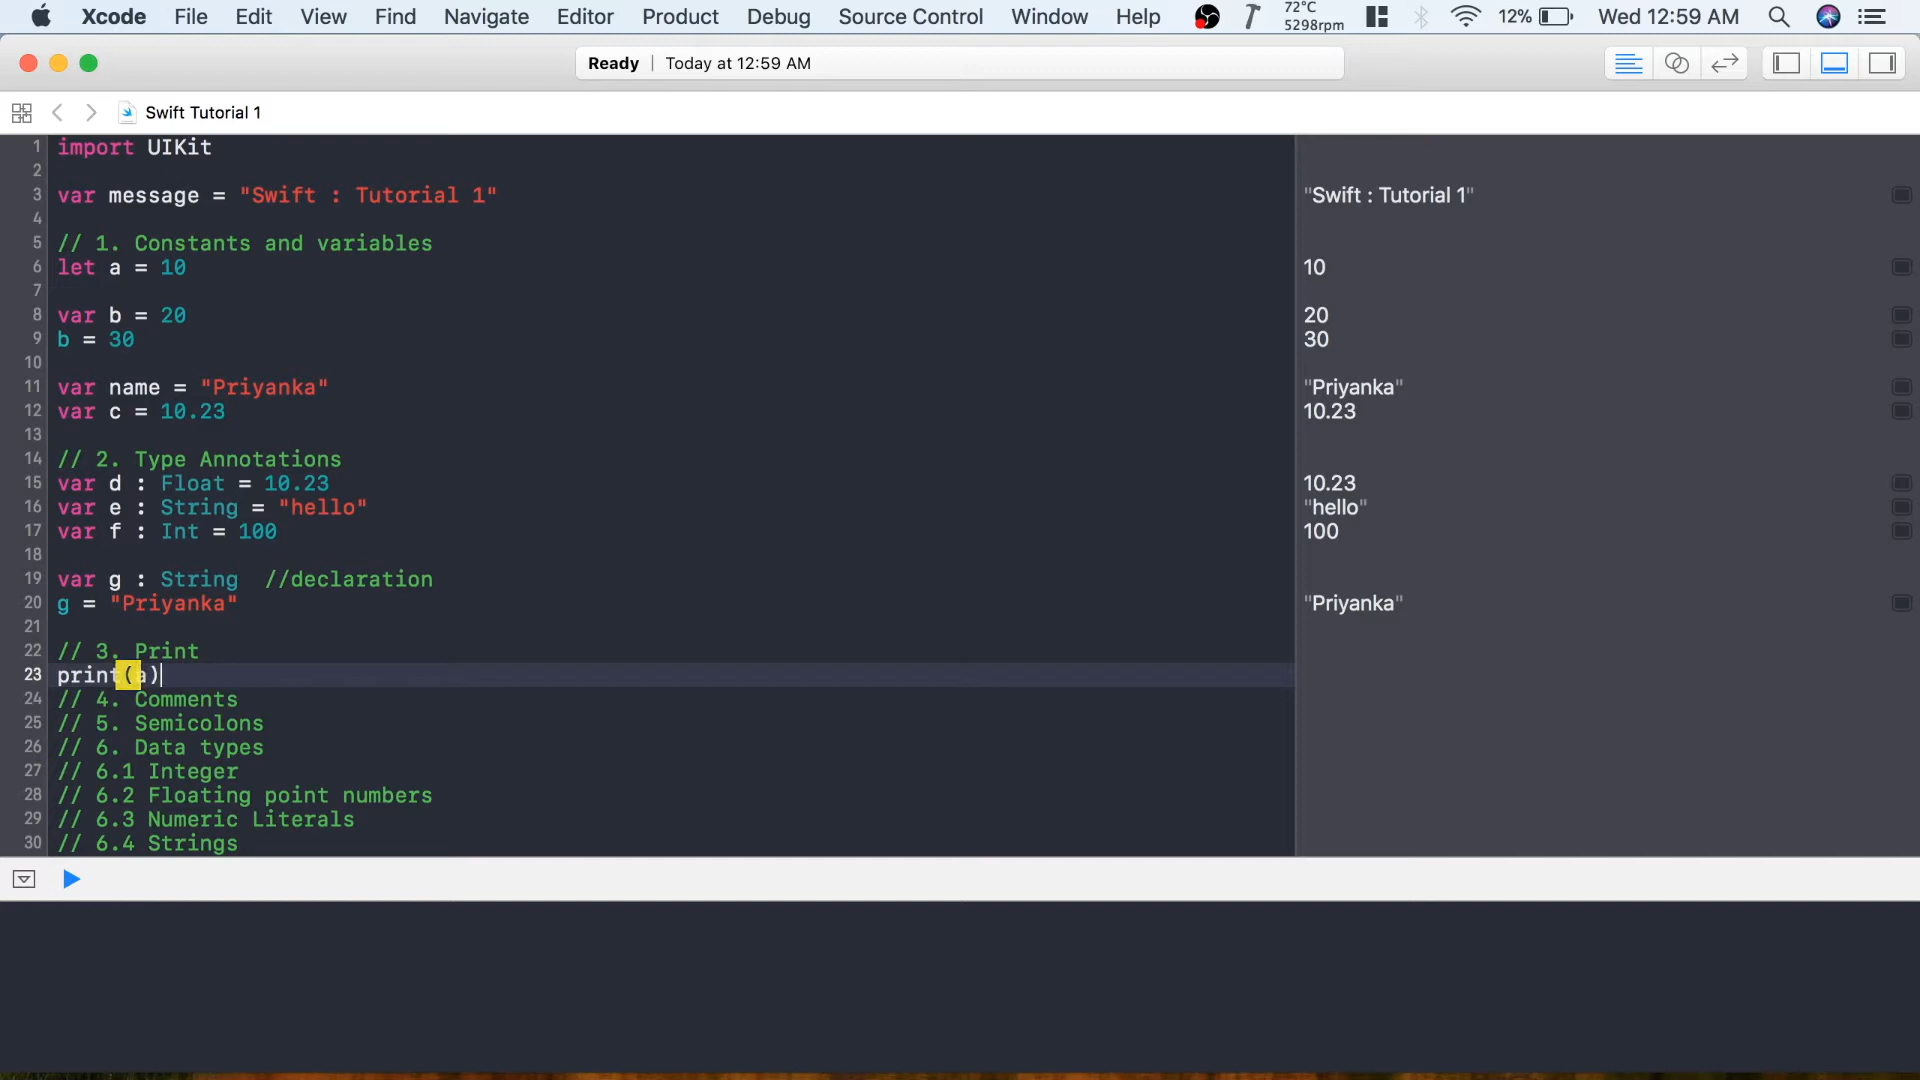 Xcode File Edit View Find Navigate Editor Product Debug Source Control Window Help 72°C 5298rpm 12% Wed 12:59 AM
Ready | Today at 12:59 AM
Swift Tutorial 1
1 import UIKit
2
3 var message = "Swift : Tutorial 1" "Swift : Tutorial 1"
4
5 // 1. Constants and variables
6 let a = 10 10
7
8 var b = 20 20
9 b = 30 30
10
11 var name = "Priyanka" "Priyanka"
12 var c = 10.23 10.23
13
14 // 2. Type Annotations
15 var d : Float = 10.23 10.23
16 var e : String = "hello" "hello"
17 var f : Int = 100 100
18
19 var g : String //declaration
20 g = "Priyanka" "Priyanka"
21
22 // 3. Print
23 print(a)
24 // 4. Comments
25 // 5. Semicolons
26 // 6. Data types
27 // 6.1 Integer
28 // 6.2 Floating point numbers
29 // 6.3 Numeric Literals
30 // 6.4 Strings